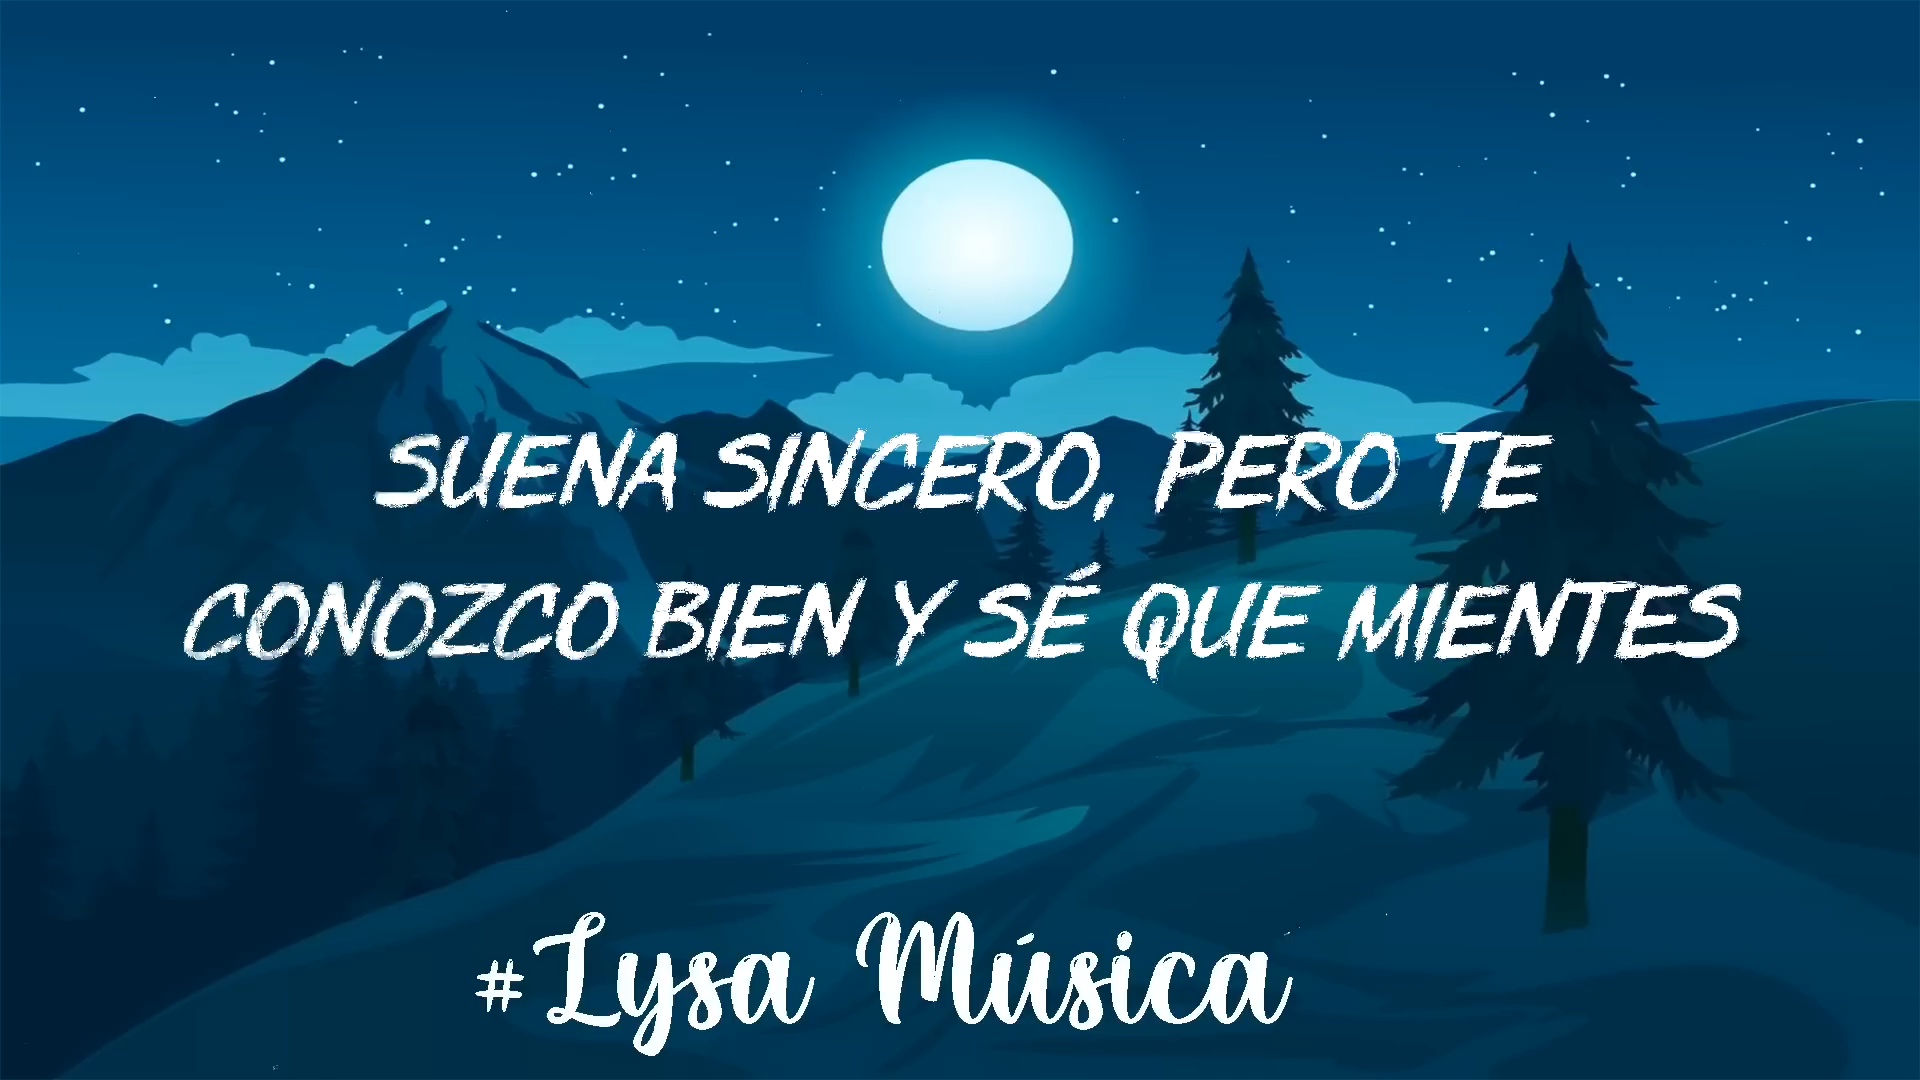 SUENA SINCERO, PERO TE
CONOZCO BIEN Y SÉ QUE MIENTES
#Lysa Música